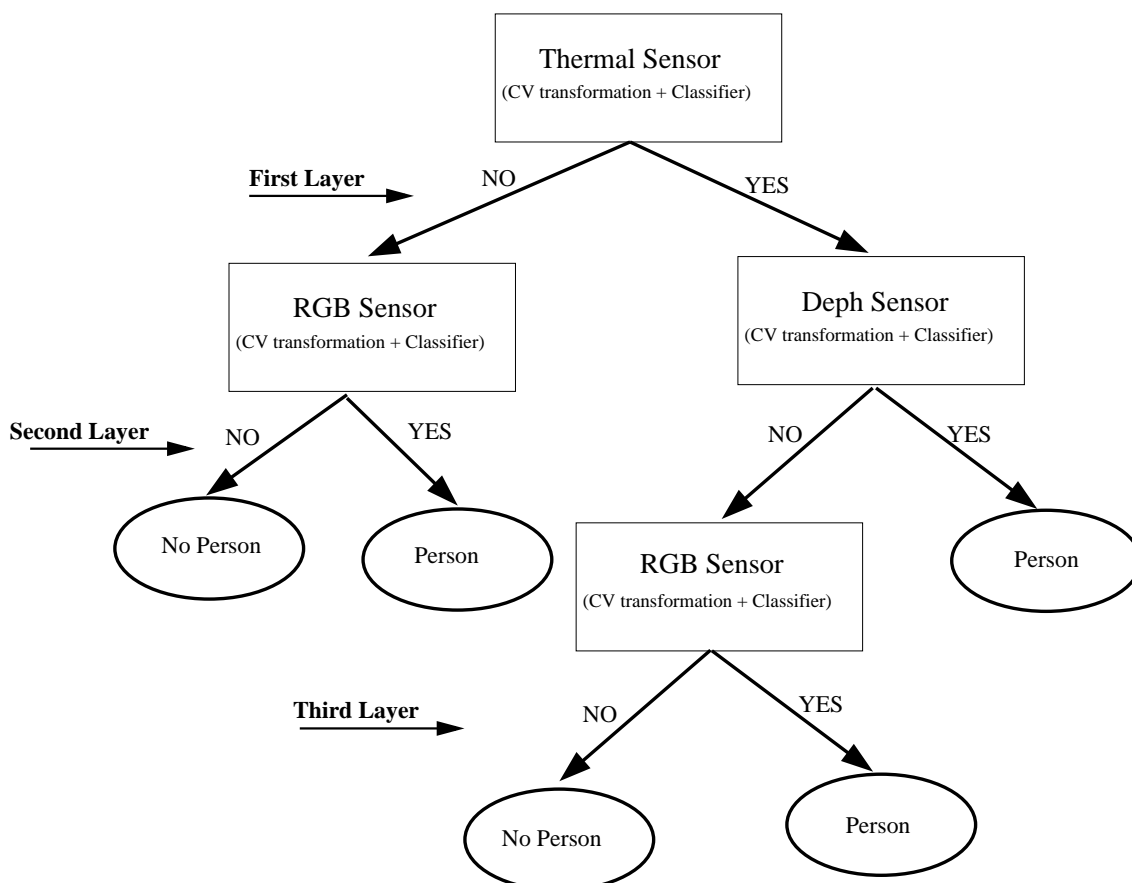 Thermal Sensor
(CV transformation + Classifier)
First Layer
NO
YES
RGB Sensor
(CV transformation + Classifier)
Deph Sensor
(CV transformation + Classifier)
Second Layer
NO
YES
NO
YES
No Person
Person
RGB Sensor
(CV transformation + Classifier)
Person
Third Layer
NO
YES
No Person
Person